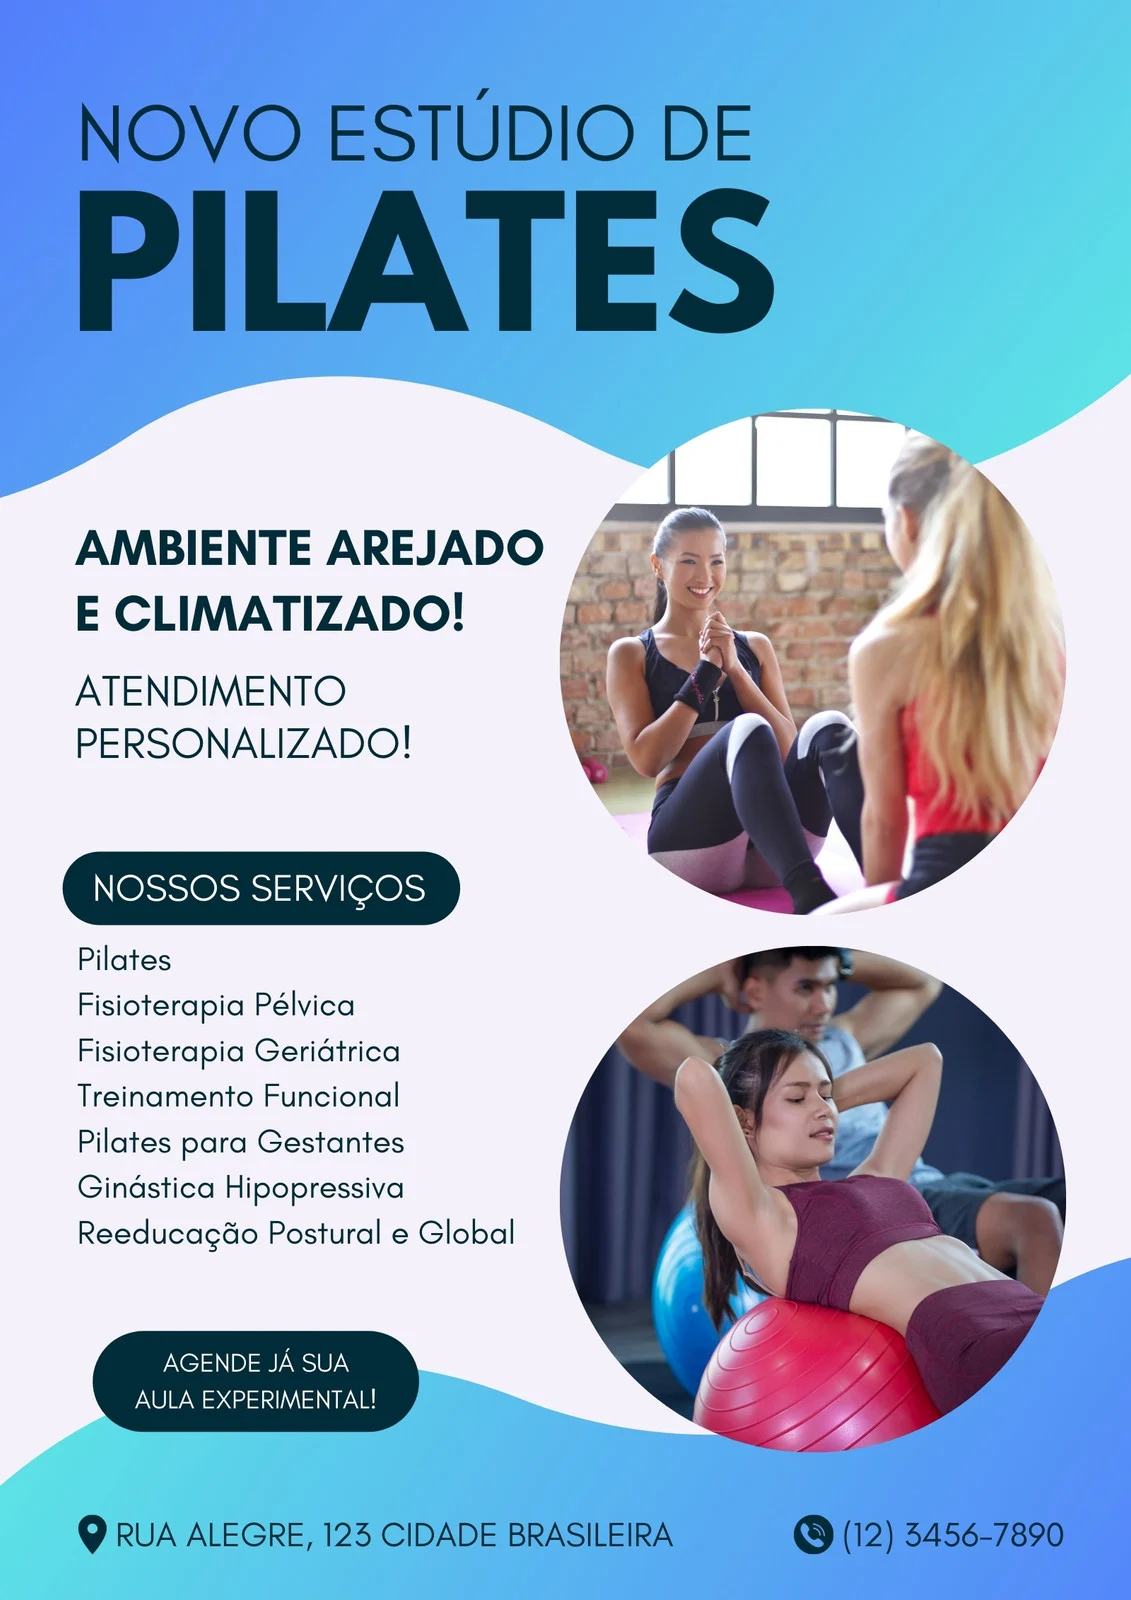 NOVO ESTÚDIO DE
PILATES
AMBIENTE AREJADO
E CLIMATIZADO!
ATENDIMENTO
PERSONALIZADO!
NOSSOS SERVIÇOS
Pilates
Fisioterapia Pélvica
Fisioterapia Geriátrica
Treinamento Funcional
Pilates para Gestantes
Ginástica Hipopressiva
Reeducação Postural e Global
AGENDE JÁ SUA
AULA EXPERIMENTAL!
RUA ALEGRE, 123 CIDADE BRASILEIRA
(12) 3456-7890